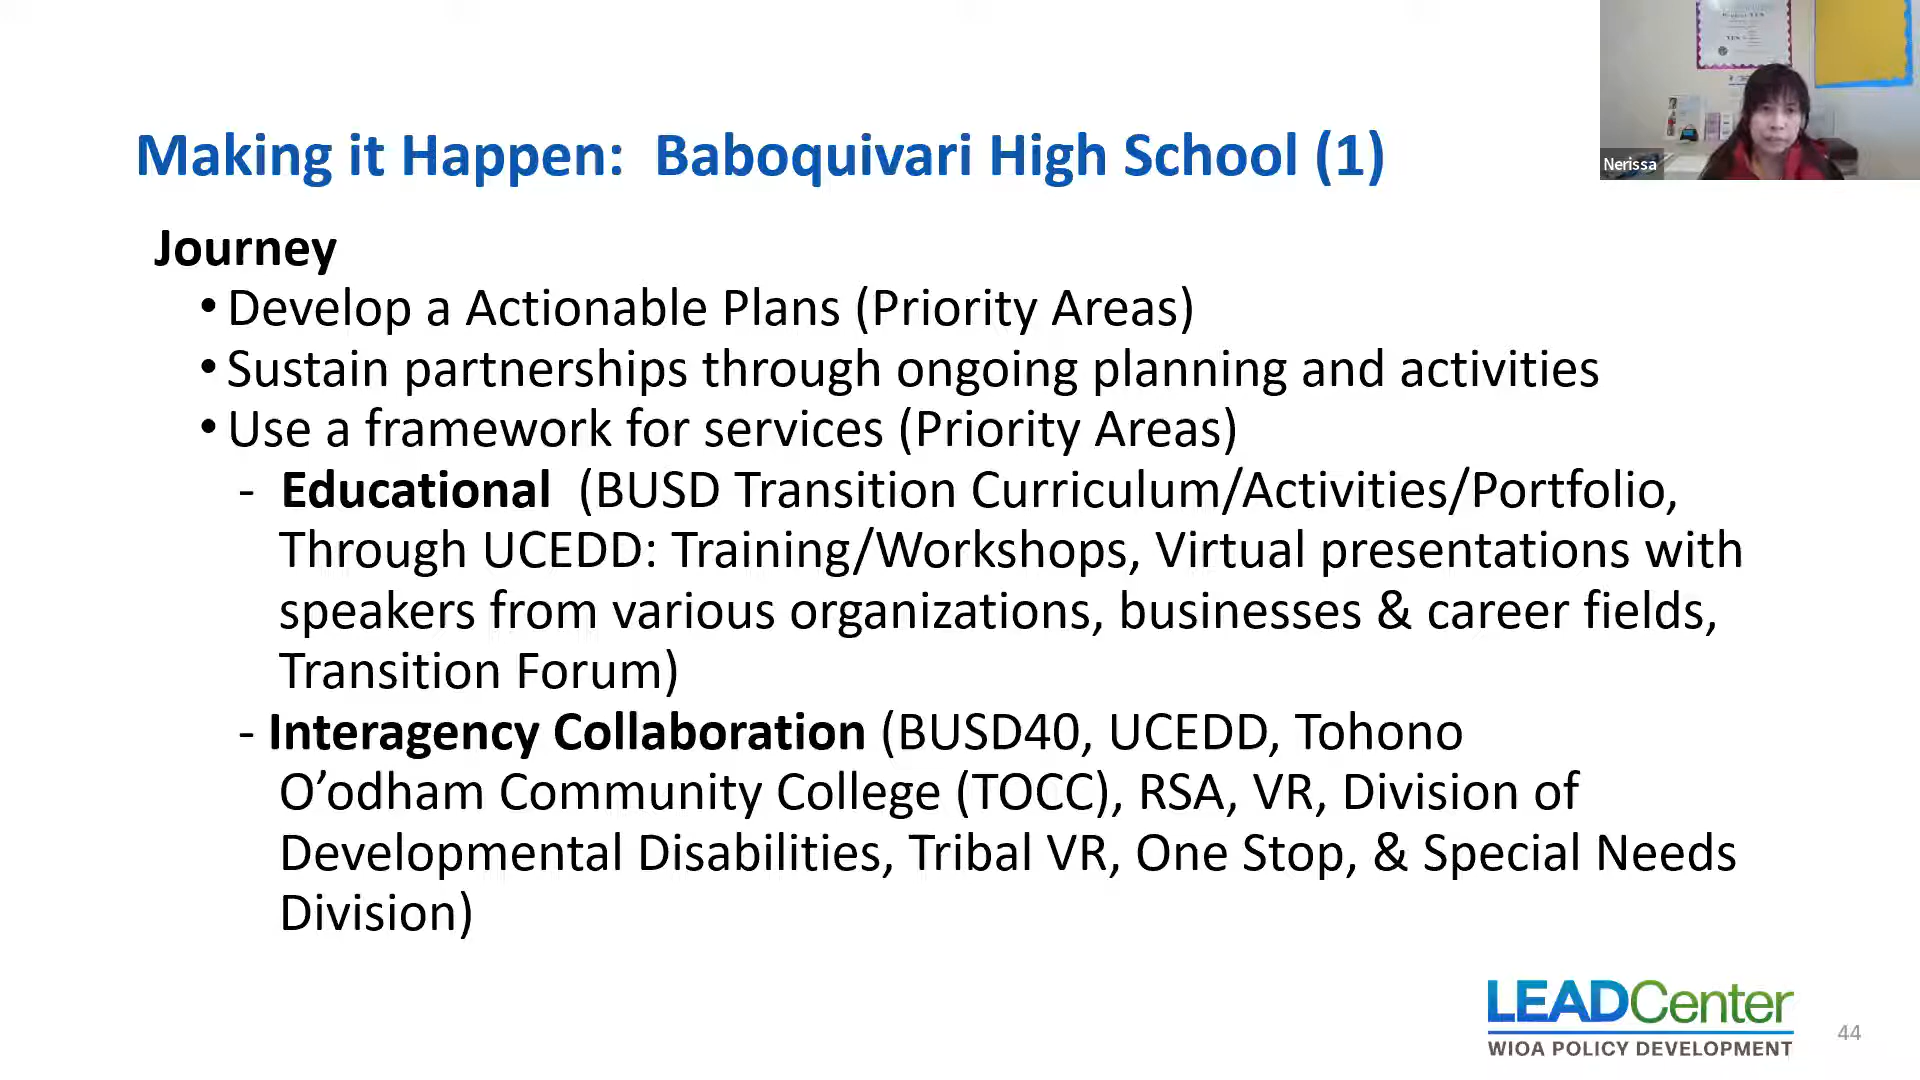 Making it Happen:  Baboquivari High School (1)
Nerissa
Journey
• Develop a Actionable Plans (Priority Areas)
• Sustain partnerships through ongoing planning and activities
• Use a framework for services (Priority Areas)
- Educational  (BUSD Transition Curriculum/Activities/Portfolio,
Through UCEDD: Training/Workshops, Virtual presentations with
speakers from various organizations, businesses & career fields,
Transition Forum)
- Interagency Collaboration (BUSD40, UCEDD, Tohono
O’odham Community College (TOCC), RSA, VR, Division of
Developmental Disabilities, Tribal VR, One Stop, & Special Needs
Division)
LEADCenter
WIOA POLICY DEVELOPMENT
44